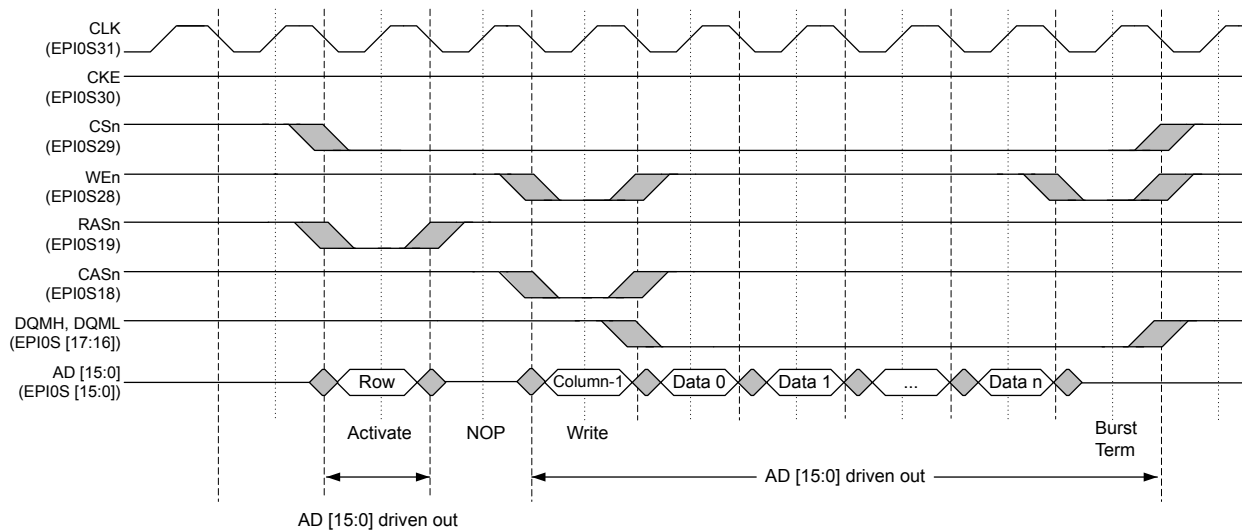 CLK
(EPI0S31)
CKE
(EPI0S30)
CSn
(EPI0S29)
WEn
(EPI0S28)
RASn
(EPI0S19)
CASn
(EPI0S18)
DQMH, DQML
(EPI0S [17:16])
AD [15:0]
(EPI0S [15:0])
Row
Column-1
Data 0
Data 1
...
Data n
Activate
NOP
Write
Burst
Term
AD [15:0] driven out
AD [15:0] driven out